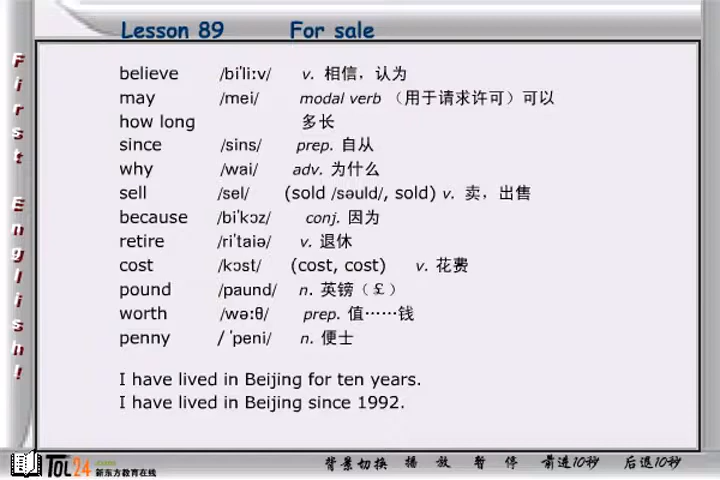 Lesson 89 For sale
First English!
believe /bi'li:v/ v. 相信，认为
may /mei/ modal verb （用于请求许可）可以
how long 多长
since /sins/ prep. 自从
why /wai/ adv. 为什么
sell /sel/ (sold /səuld/, sold) v. 卖，出售
because /bi'kɔz/ conj. 因为
retire /ri'taiə/ v. 退休
cost /kɔst/ (cost, cost) v. 花费
pound /paund/ n. 英镑（￡）
worth /wə:θ/ prep. 值……钱
penny / 'peni/ n. 便士
I have lived in Beijing for ten years.
I have lived in Beijing since 1992.
TOL24 新东方教育在线
背景切换 播放 暂停 前进10秒 后退10秒